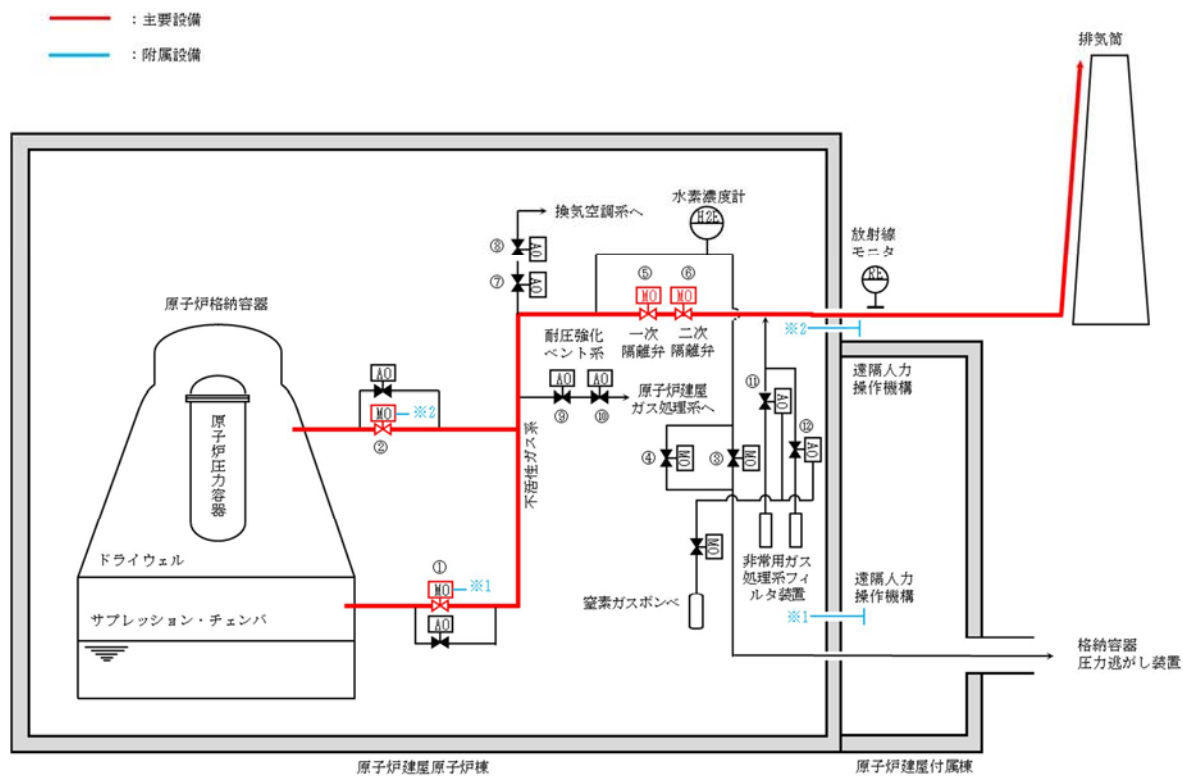 ：主要設備
：附属設備
排気筒
水素濃度計
H2E
換気空調系へ
⑧
AO
⑦
AO
⑤
⑥
MO
MO
放射線
モニタ
RE
原子炉格納容器
耐圧強化
ベント系
一次
隔離弁
二次
隔離弁
※2
遠隔人力
操作機構
AO
AO
AO
⑨
⑩
原子炉建屋
ガス処理系へ
⑪
AO
MO
※2
②
原子炉圧力容器
不活性ガス系
④
MO
③
MO
⑫
AO
ドライウェル
①
MO
※1
AO
サプレッション・チェンバ
MO
窒素ガスボンベ
非常用ガス
処理系フィ
ルタ装置
遠隔人力
操作機構
※1
格納容器
圧力逃がし装置
原子炉建屋原子炉棟
原子炉建屋付属棟